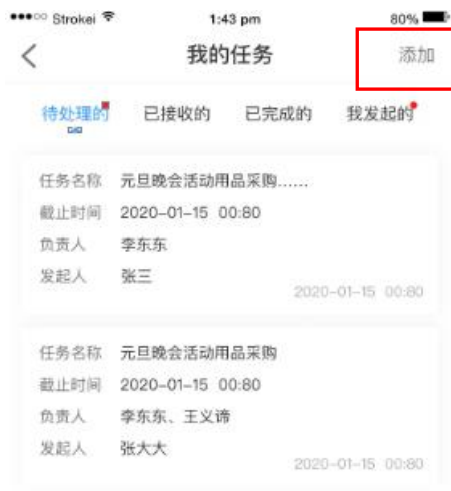 Strokei 1:43 pm 80%
我的任务 添加
待处理的 已接收的 已完成的 我发起的
任务名称 元旦晚会活动用品采购......
截止时间 2020-01-15 00:80
负责人 李东东
发起人 张三
2020-01-15 00:80
任务名称 元旦晚会活动用品采购
截止时间 2020-01-15 00:80
负责人 李东东、王义谛
发起人 张大大
2020-01-15 00:80